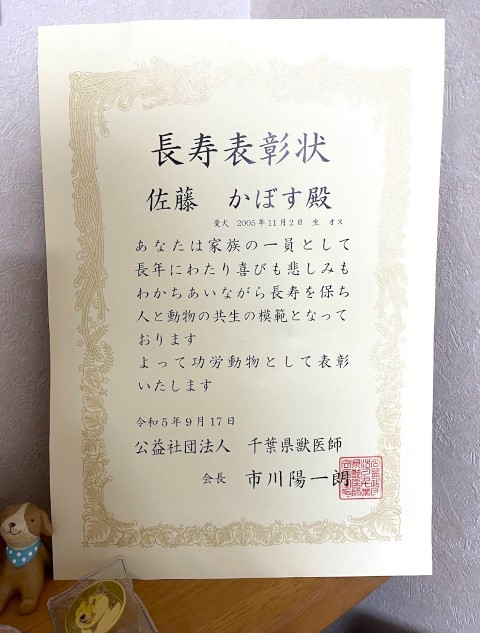 長寿表彰状
佐藤　かぼす殿
愛犬　2005年11月2日　生　オス
あなたは家族の一員として
長年にわたり喜びも悲しみも
わかちあいながら長寿を保ち
人と動物の共生の模範となって
おります
よって功労動物として表彰
いたします
令和5年9月17日
公益社団法人　千葉県獣医師
会長　市川陽一朗